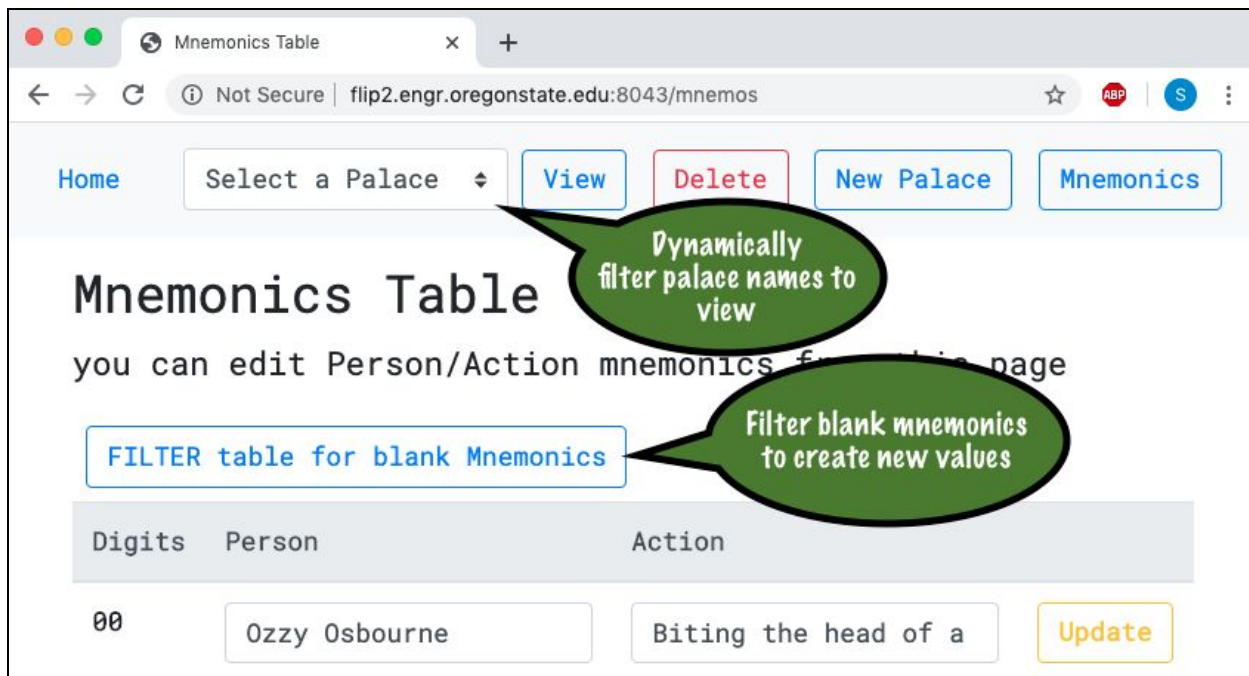 Mnemonics Table
Not Secure | flip2.engr.oregonstate.edu:8043/mnemos
ABP
S
Home Select a Palace View Delete New Palace Mnemonics
Dynamically
filter palace names to
view
Mnemonics Table
you can edit Person/Action mnemonics from this page
Filter blank mnemonics
to create new values
FILTER table for blank Mnemonics
Digits Person Action
00 Ozzy Osbourne Biting the head of a Update